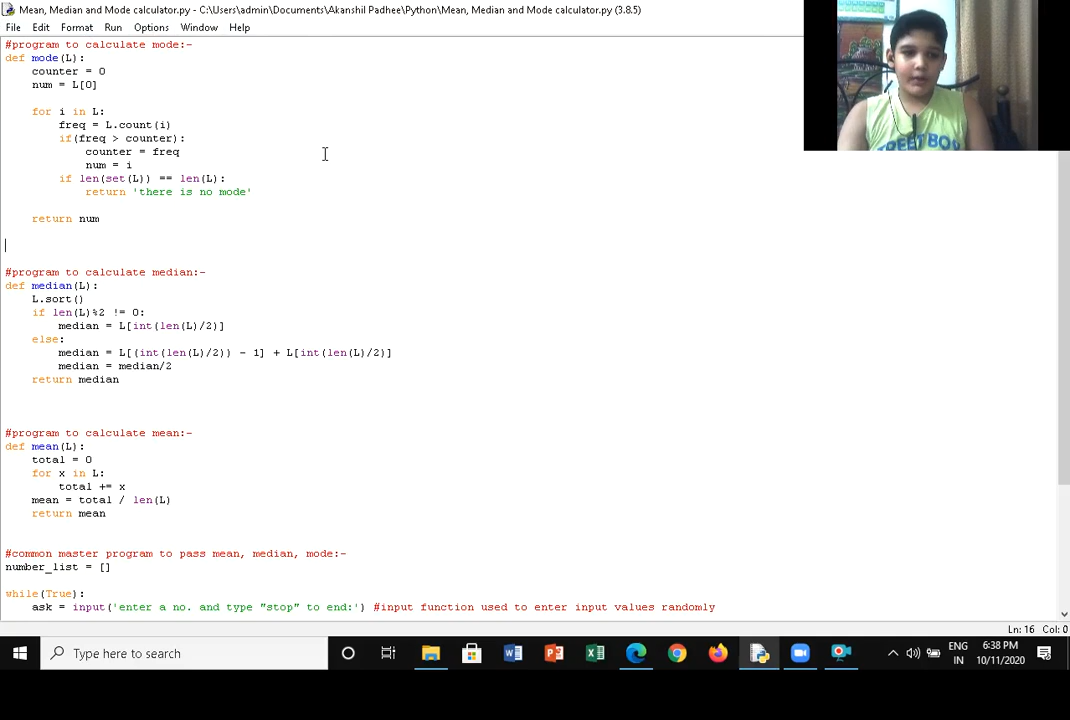 Mean, Median and Mode calculator.py - C:\Users\admin\Documents\Akanshil Padhee\Python\Mean, Median and Mode calculator.py (3.8.5)
File Edit Format Run Options Window Help
#program to calculate mode:-
def mode(L):
    counter = 0
    num = L[0]
    for i in L:
        freq = L.count(i)
        if(freq > counter):
            counter = freq
            num = i
        if len(set(L)) == len(L):
            return 'there is no mode'
    return num
#program to calculate median:-
def median(L):
    L.sort()
    if len(L)%2 != 0:
        median = L[int(len(L)/2)]
    else:
        median = L[(int(len(L)/2)) - 1] + L[int(len(L)/2)]
        median = median/2
    return median
#program to calculate mean:-
def mean(L):
    total = 0
    for x in L:
        total += x
    mean = total / len(L)
    return mean
#common master program to pass mean, median, mode:-
number_list = []
while(True):
    ask = input('enter a no. and type "stop" to end:') #input function used to enter input values randomly
Ln: 16 Col: 0
Type here to search
ENG
IN
6:38 PM
10/11/2020